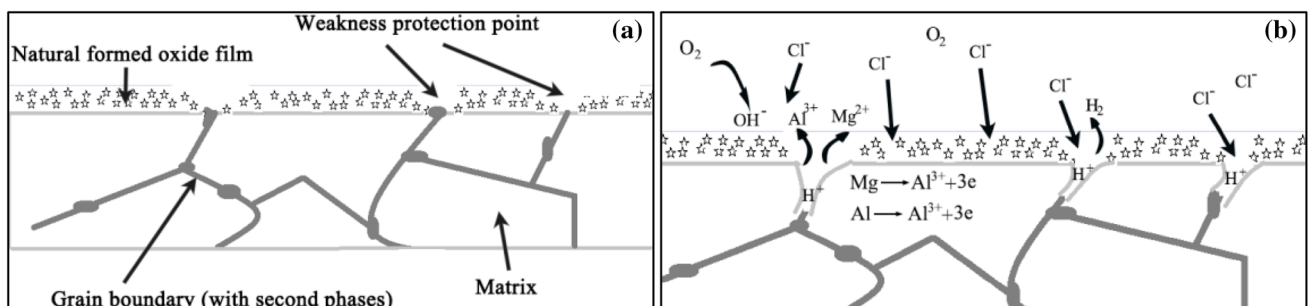 Weakness protection point
(a)
Natural formed oxide film
Grain boundary (with second phases)
Matrix
(b)
O₂
Cl⁻
Cl⁻
O₂
Cl⁻
Cl⁻
H₂
Cl⁻
Cl⁻
OH⁻
Al³⁺
Mg²⁺
H⁺
Mg → Al³⁺+3e
Al → Al³⁺+3e
H⁺
H⁺